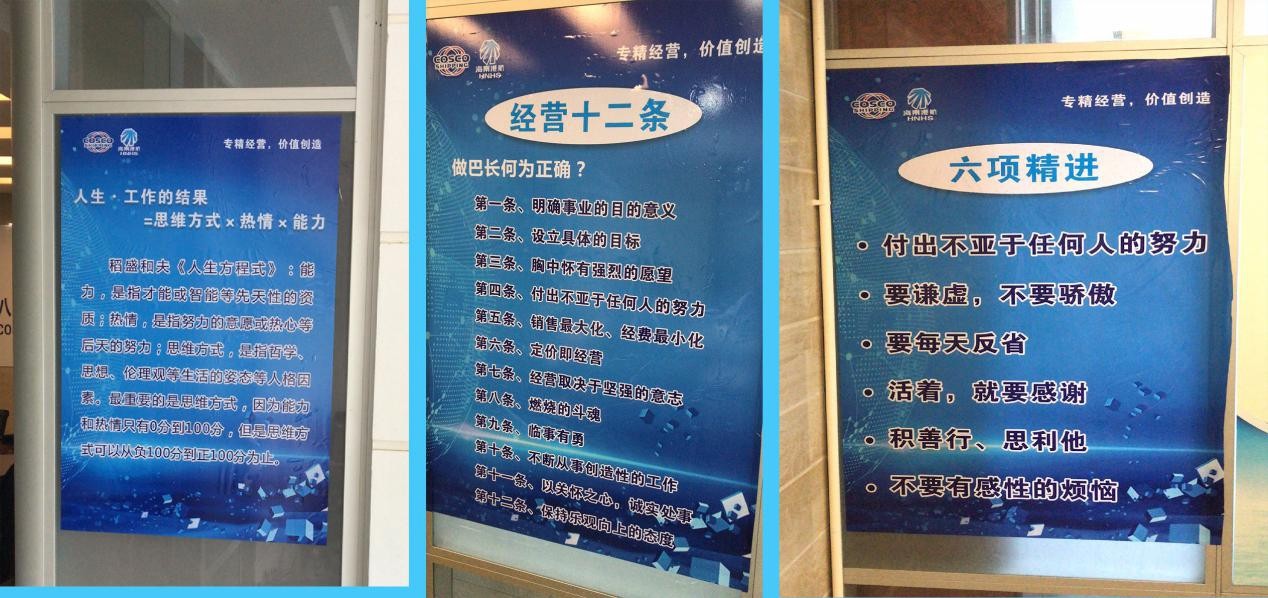 COSCO
SHIPPING
海南港航
HNHS
专精经营，价值创造
人生·工作的结果
=思维方式×热情×能力
稻盛和夫《人生方程式》：能
力，是指才能或智能等先天性的资
质；热情，是指努力的意愿或热心等
后天的努力；思维方式，是指哲学、
思想、伦理观等生活的姿态等人格因
素。最重要的是思维方式，因为能力
和热情只有0分到100分，但是思维方
式可以从负100分到正100分为止。
COSCO
SHIPPING
海南港航
HNHS
专精经营，价值创造
经营十二条
做巴长何为正确？
第一条、明确事业的目的意义
第二条、设立具体的目标
第三条、胸中怀有强烈的愿望
第四条、付出不亚于任何人的努力
第五条、销售最大化、经费最小化
第六条、定价即经营
第七条、经营取决于坚强的意志
第八条、燃烧的斗魂
第九条、临事有勇
第十条、不断从事创造性的工作
第十一条、以关怀之心，诚实处事
第十二条、保持乐观向上的态度
COSCO
SHIPPING
海南港航
HNHS
专精经营，价值创造
六项精进
• 付出不亚于任何人的努力
• 要谦虚，不要骄傲
• 要每天反省
• 活着，就要感谢
• 积善行、思利他
• 不要有感性的烦恼